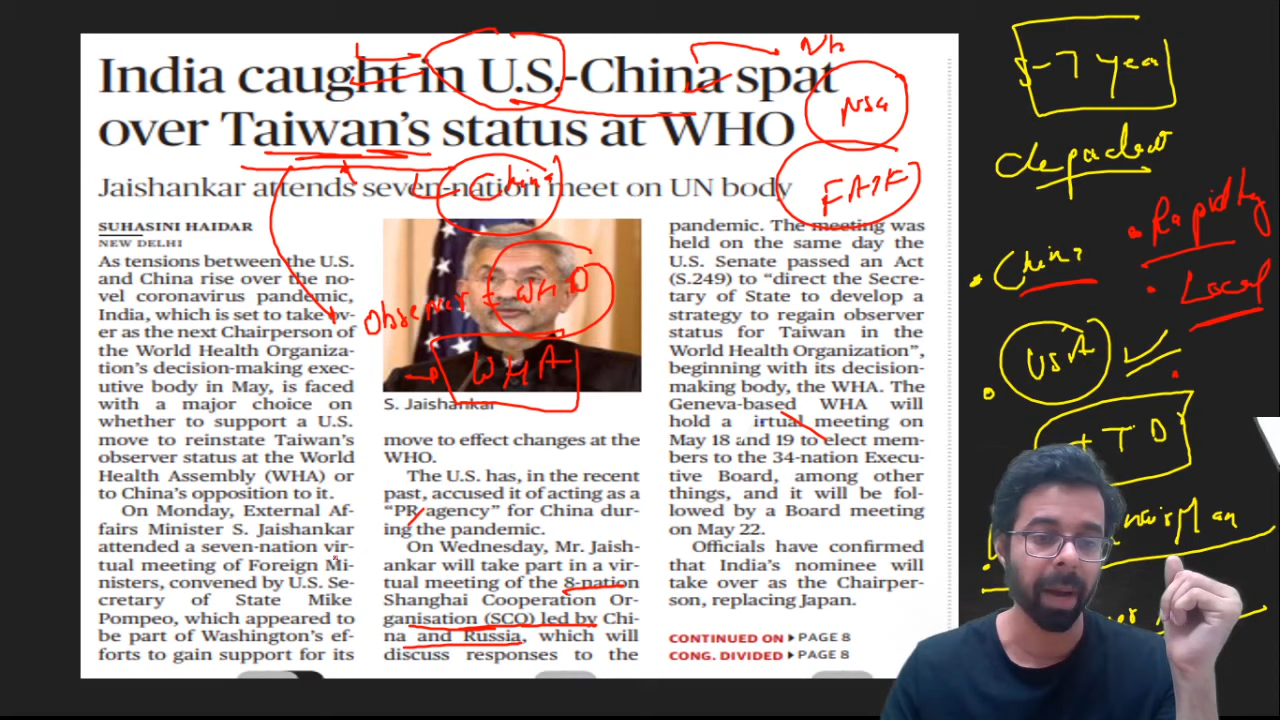 India caught in U.S.-China spat
over Taiwan's status at WHO
Jaishankar attends seven-nation meet on UN body
SUHASINI HAIDAR
NEW DELHI
As tensions between the U.S.
and China rise over the no-
vel coronavirus pandemic,
India, which is set to take ov-
er as the next Chairperson of
the World Health Organiza-
tion's decision-making exec-
utive body in May, is faced
with a major choice on
whether to support a U.S.
move to reinstate Taiwan's
observer status at the World
Health Assembly (WHA) or
to China's opposition to it.
On Monday, External Af-
fairs Minister S. Jaishankar
attended a seven-nation vir-
tual meeting of Foreign Mi-
nisters, convened by U.S. Se-
cretary of State Mike
Pompeo, which appeared to
be part of Washington's ef-
forts to gain support for its
S. Jaishankar
move to effect changes at the
WHO.
The U.S. has, in the recent
past, accused it of acting as a
"PR agency" for China dur-
ing the pandemic.
On Wednesday, Mr. Jaish-
ankar will take part in a vir-
tual meeting of the 8-nation
Shanghai Cooperation Or-
ganisation (SCO) led by Chi-
na and Russia, which will
discuss responses to the
pandemic. The meeting was
held on the same day the
U.S. Senate passed an Act
(S.249) to "direct the Secre-
tary of State to develop a
strategy to regain observer
status for Taiwan in the
World Health Organization",
beginning with its decision-
making body, the WHA. The
Geneva-based WHA will
hold a irtual meeting on
May 18 and 19 to elect mem-
bers to the 34-nation Execu-
tive Board, among other
things, and it will be fol-
lowed by a Board meeting
on May 22.
Officials have confirmed
that India's nominee will
take over as the Chairper-
son, replacing Japan.
CONTINUED ON PAGE 8
CONG. DIVIDED PAGE 8
NSG
China
Observer - WHO
WHA
7 year
China
Rapidly
Local
USA